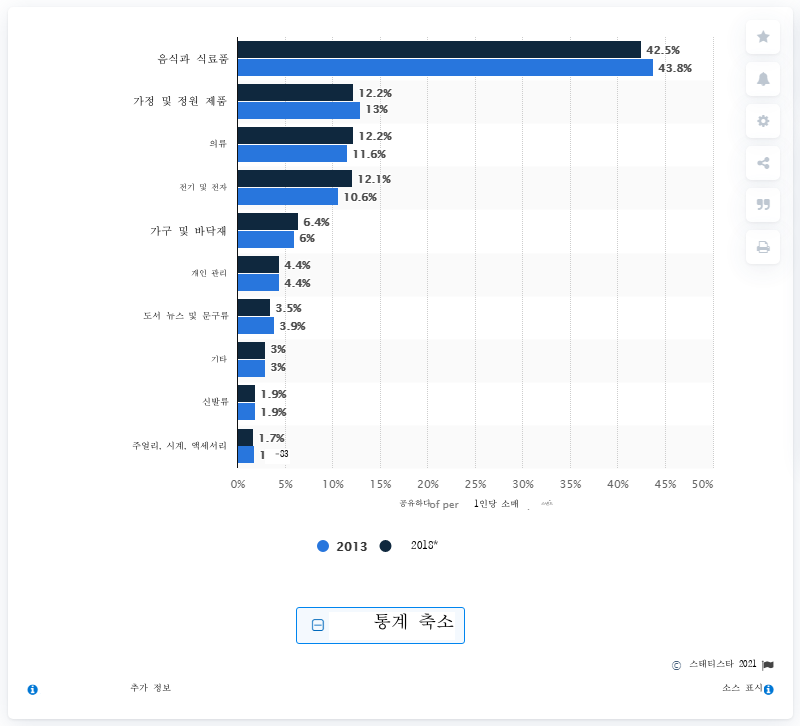 음식과 식료품
42.5%
43.8%
가정 및 정원 제품
12.2%
13%
의류
12.2%
11.6%
전기 및 전자
12.1%
10.6%
가구 및 바닥재
6.4%
6%
개인 관리
4.4%
4.4%
도서 뉴스 및 문구류
3.5%
3.9%
기타
3%
3%
신발류
1.9%
1.9%
주얼리, 시계, 액세서리
1.7%
1
0% 5% 10% 15% 20% 25% 30% 35% 40% 45% 50%
공유하다of per 1인당 소매
2013 2018*
통계 축소
© 스태티스타 2021
추가 정보 소스 표시